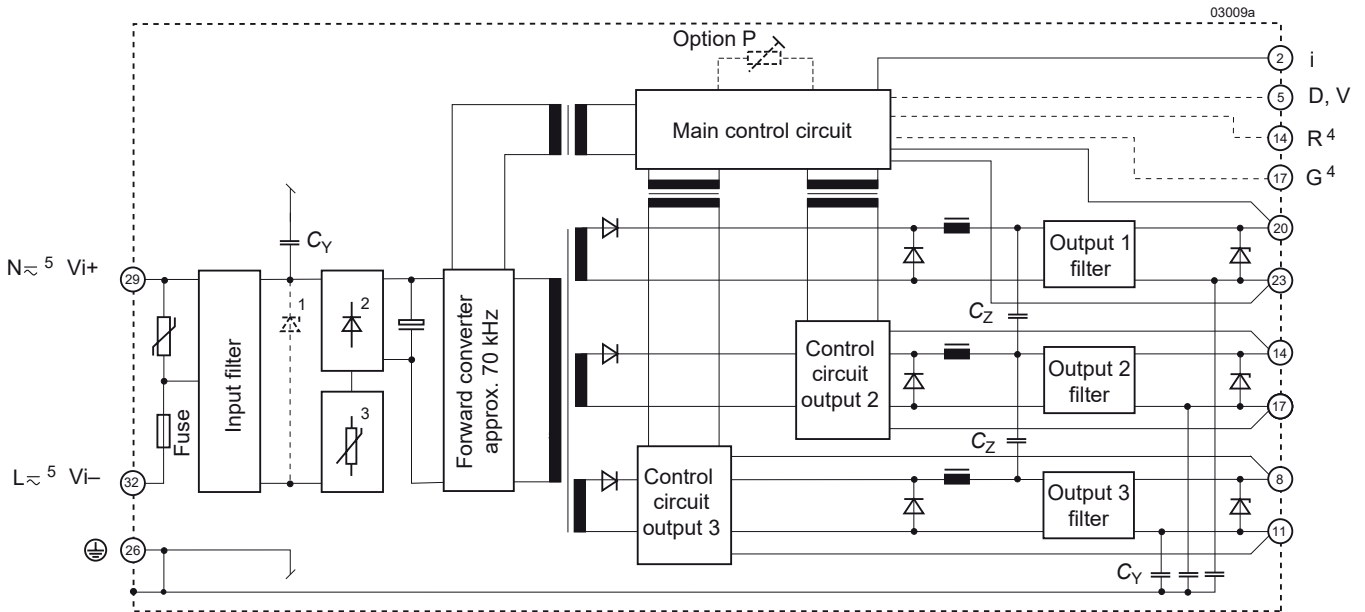 03009a
Option P
2 i
5 D, V
Main control circuit
14 R 4
17 G 4
20
CY
Output 1
filter
N≂ 5 Vi+
29
23
1
2
CZ
Input filter
Forward converter
approx. 70 kHz
Control
circuit
output 2
14
Output 2
filter
Fuse
3
17
CZ
L≂ 5 Vi–
32
Control
circuit
output 3
8
Output 3
filter
11
26
CY